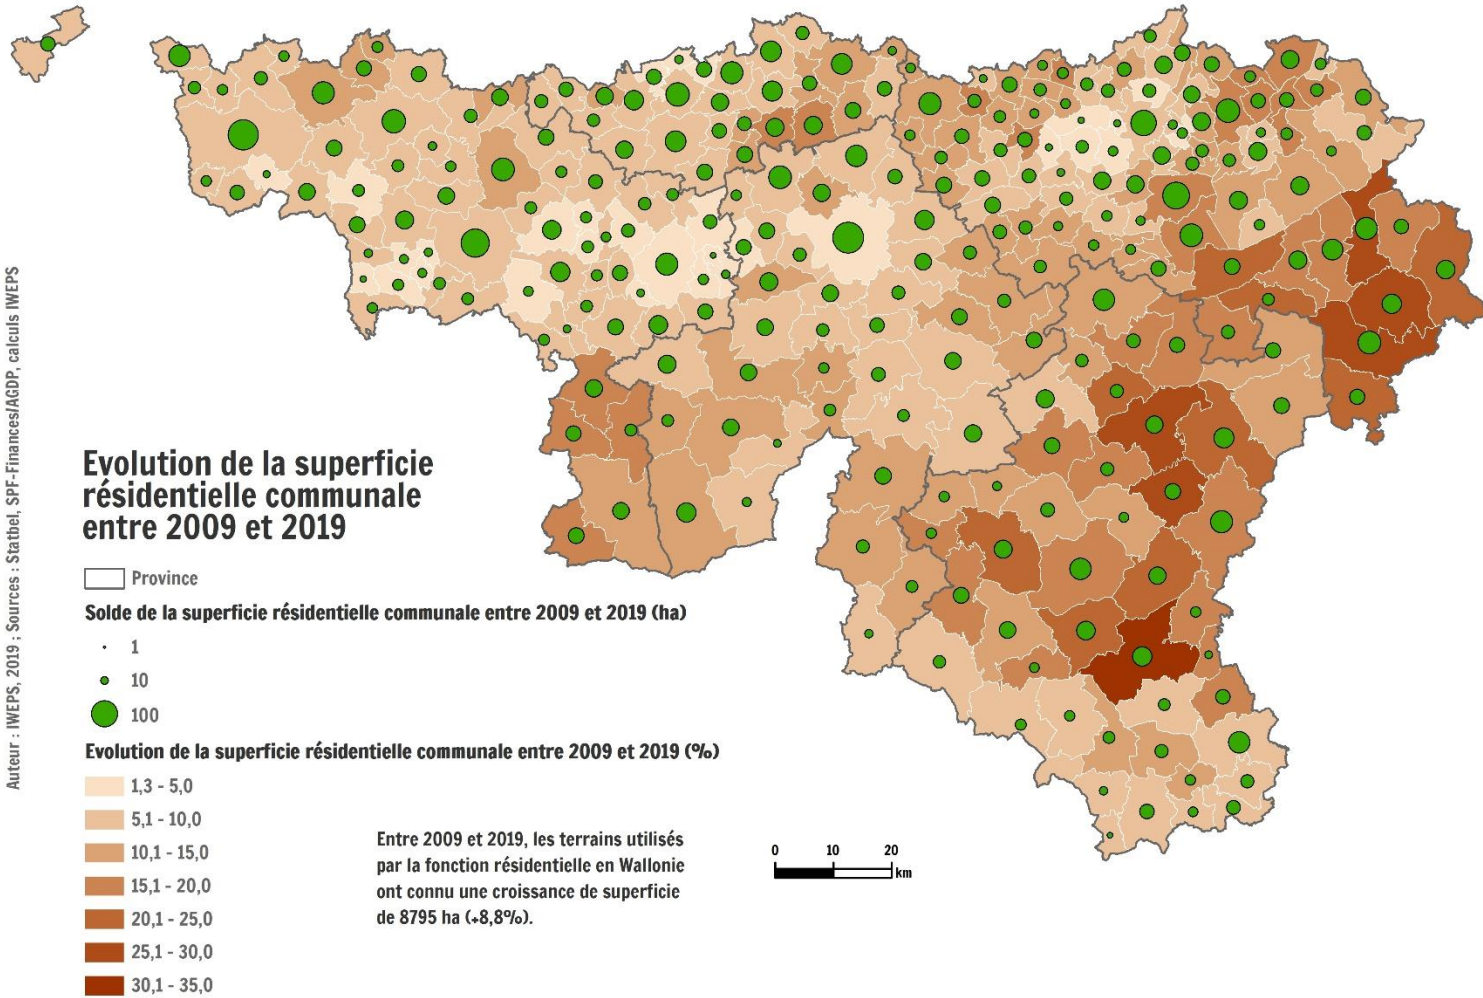 Evolution de la superficie
résidentielle communale
entre 2009 et 2019
Province
Solde de la superficie résidentielle communale entre 2009 et 2019 (ha)
1
10
100
Evolution de la superficie résidentielle communale entre 2009 et 2019 (%)
1,3 - 5,0
5,1 - 10,0
10,1 - 15,0
15,1 - 20,0
20,1 - 25,0
25,1 - 30,0
30,1 - 35,0
Entre 2009 et 2019, les terrains utilisés
par la fonction résidentielle en Wallonie
ont connu une croissance de superficie
de 8795 ha (+8,8%).
0 10 20
km
Auteur : IWEPS, 2019 ; Sources : Statbel, SPF-Finances/AGDP, calculs IWEPS